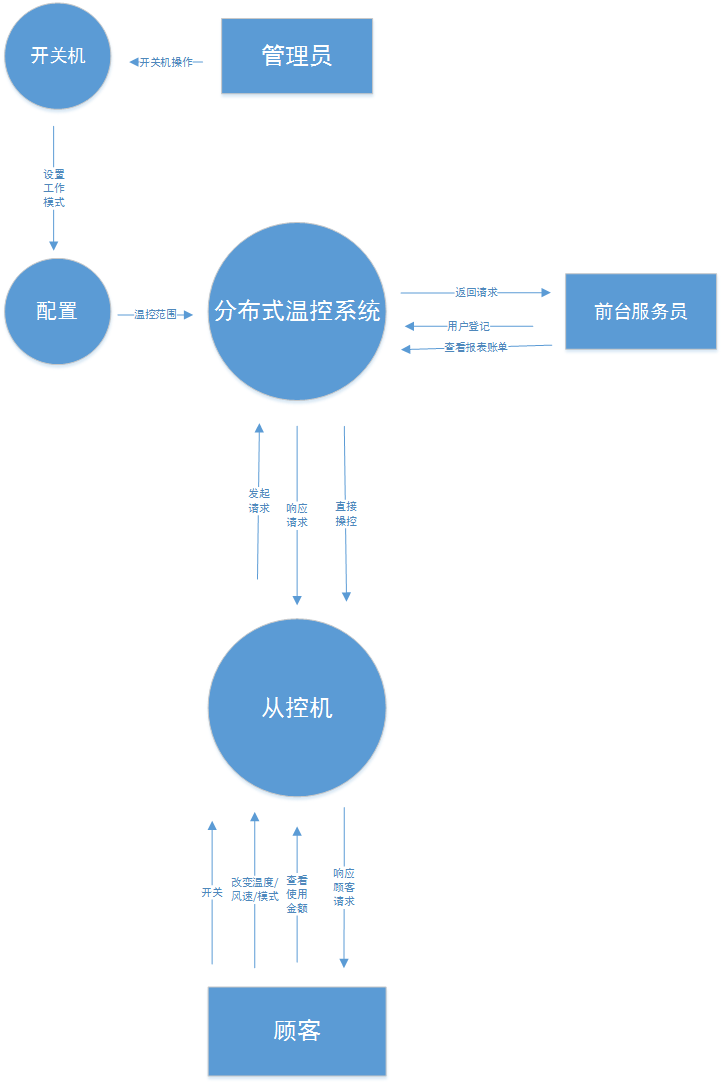 开关机
开关机操作
管理员
设置
工作
模式
配置
温控范围
分布式温控系统
返回请求
用户登记
查看报表账单
前台服务员
发起
请求
响应
请求
直接
操控
从控机
开关
改变温度/
风速/模式
查看
使用
金额
响应
顾客
请求
顾客